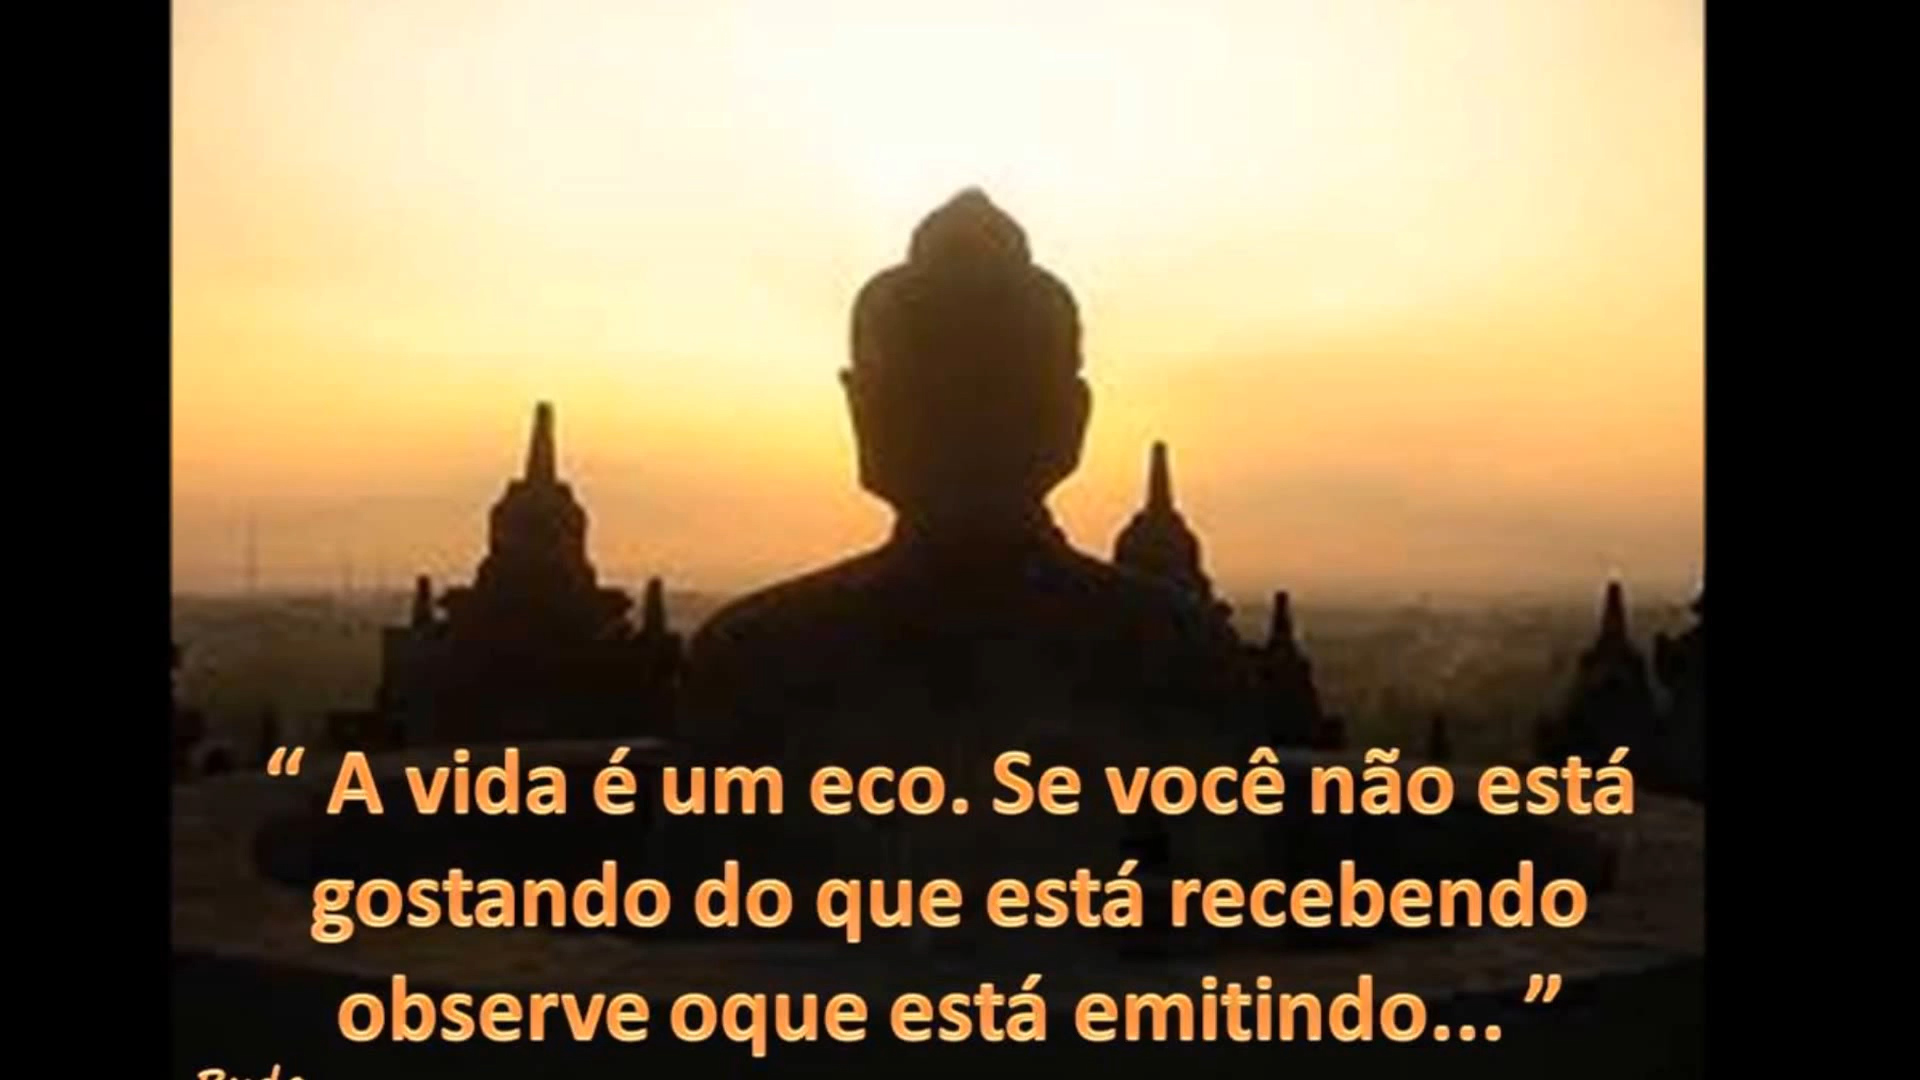 “ A vida é um eco. Se você não está
gostando do que está recebendo
observe oque está emitindo... ”